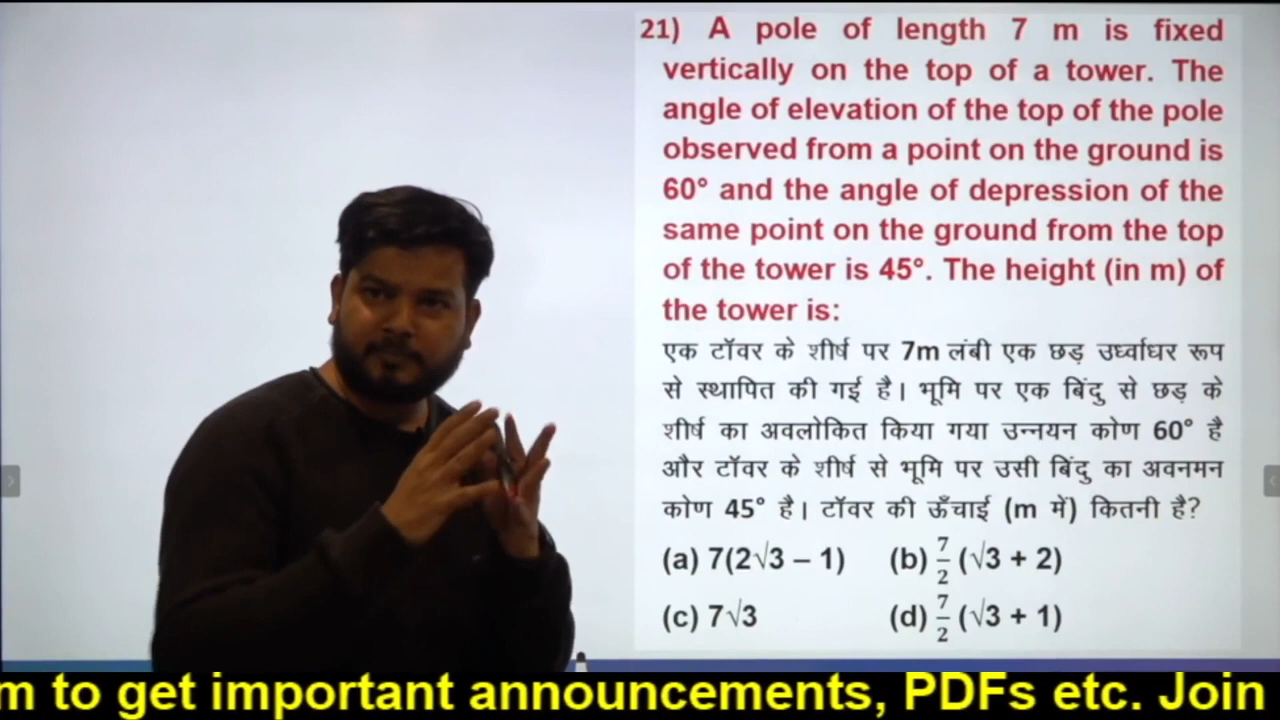 21) A pole of length 7 m is fixed
vertically on the top of a tower. The
angle of elevation of the top of the pole
observed from a point on the ground is
60° and the angle of depression of the
same point on the ground from the top
of the tower is 45°. The height (in m) of
the tower is:
एक टॉवर के शीर्ष पर 7m लंबी एक छड़ उर्ध्वाधर रूप
से स्थापित की गई है। भूमि पर एक बिंदु से छड़ के
शीर्ष का अवलोकित किया गया उन्नयन कोण 60° है
और टॉवर के शीर्ष से भूमि पर उसी बिंदु का अवनमन
कोण 45° है। टॉवर की ऊँचाई (m में) कितनी है?
(a) 7(2√3 – 1) (b) 7/2 (√3 + 2)
(c) 7√3 (d) 7/2 (√3 + 1)
m to get important announcements, PDFs etc. Join